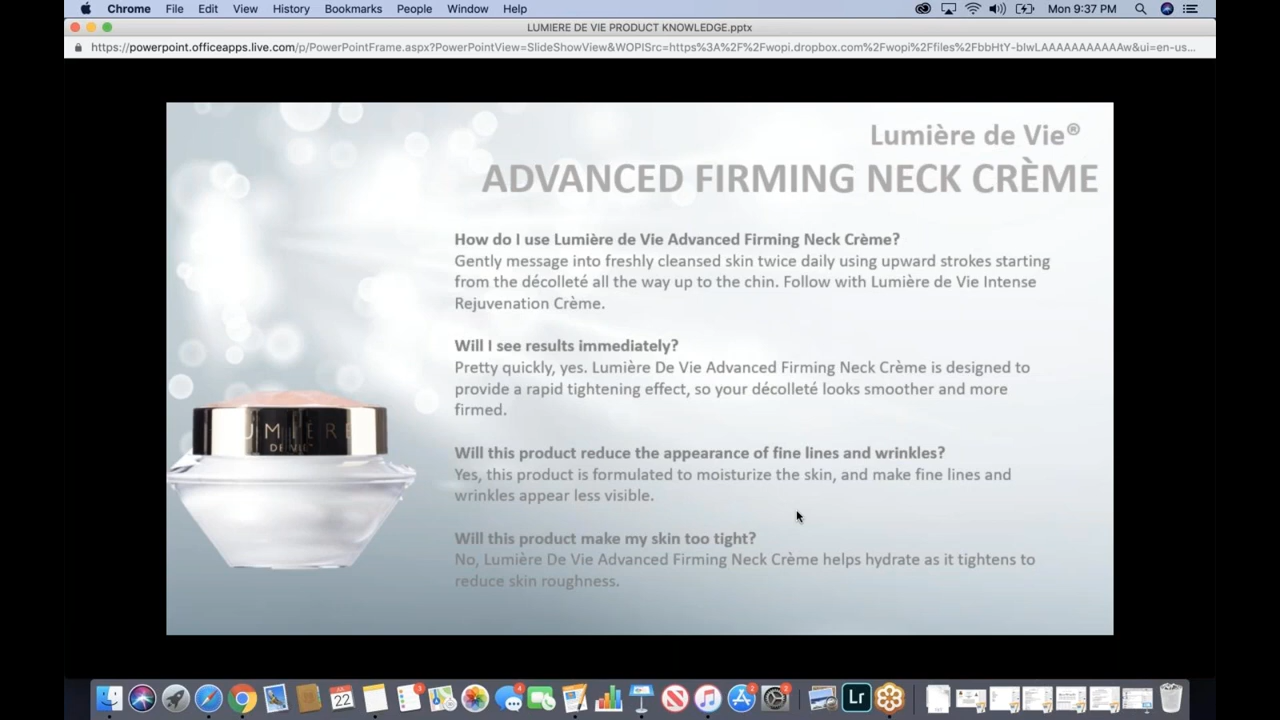 Chrome File Edit View History Bookmarks People Window Help Mon 9:37 PM
LUMIERE DE VIE PRODUCT KNOWLEDGE.pptx
https://powerpoint.officeapps.live.com/p/PowerPointFrame.aspx?PowerPointView=SlideShowView&WOPISrc=https%3A%2F%2Fwopi.dropbox.com%2Fwopi%2Ffiles%2FbbHtY-bIwLAAAAAAAAAAAw&ui=en-us...
Lumière de Vie®
ADVANCED FIRMING NECK CRÈME
How do I use Lumière de Vie Advanced Firming Neck Crème?
Gently message into freshly cleansed skin twice daily using upward strokes starting
from the décolleté all the way up to the chin. Follow with Lumière de Vie Intense
Rejuvenation Crème.
Will I see results immediately?
Pretty quickly, yes. Lumière De Vie Advanced Firming Neck Crème is designed to
provide a rapid tightening effect, so your décolleté looks smoother and more
firmed.
Will this product reduce the appearance of fine lines and wrinkles?
Yes, this product is formulated to moisturize the skin, and make fine lines and
wrinkles appear less visible.
Will this product make my skin too tight?
No, Lumière De Vie Advanced Firming Neck Crème helps hydrate as it tightens to
reduce skin roughness.
UMIÈRE
DE VIE
22
Lr